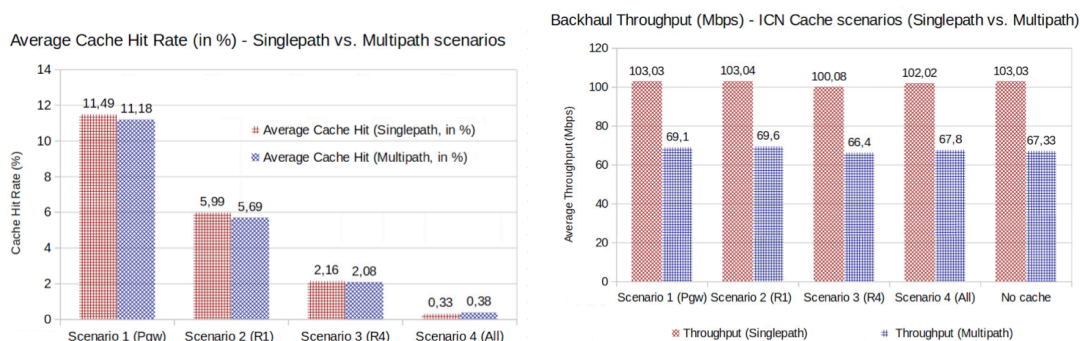 Average Cache Hit Rate (in %) - Singlepath vs. Multipath scenarios
Cache Hit Rate (%)
14
12
10
8
6
4
2
0
11,49
11,18
5,99
5,69
2,16
2,08
0,33
0,38
Average Cache Hit (Singlepath, in %)
Average Cache Hit (Multipath, in %)
Scenario 1 (Pgw)
Scenario 2 (R1)
Scenario 3 (R4)
Scenario 4 (All)
Backhaul Throughput (Mbps) - ICN Cache scenarios (Singlepath vs. Multipath)
Average Throughput (Mbps)
120
100
80
60
40
20
0
103,03
69,1
103,04
69,6
100,08
66,4
102,02
67,8
103,03
67,33
Scenario 1 (Pgw)
Scenario 2 (R1)
Scenario 3 (R4)
Scenario 4 (All)
No cache
Throughput (Singlepath)
Throughput (Multipath)